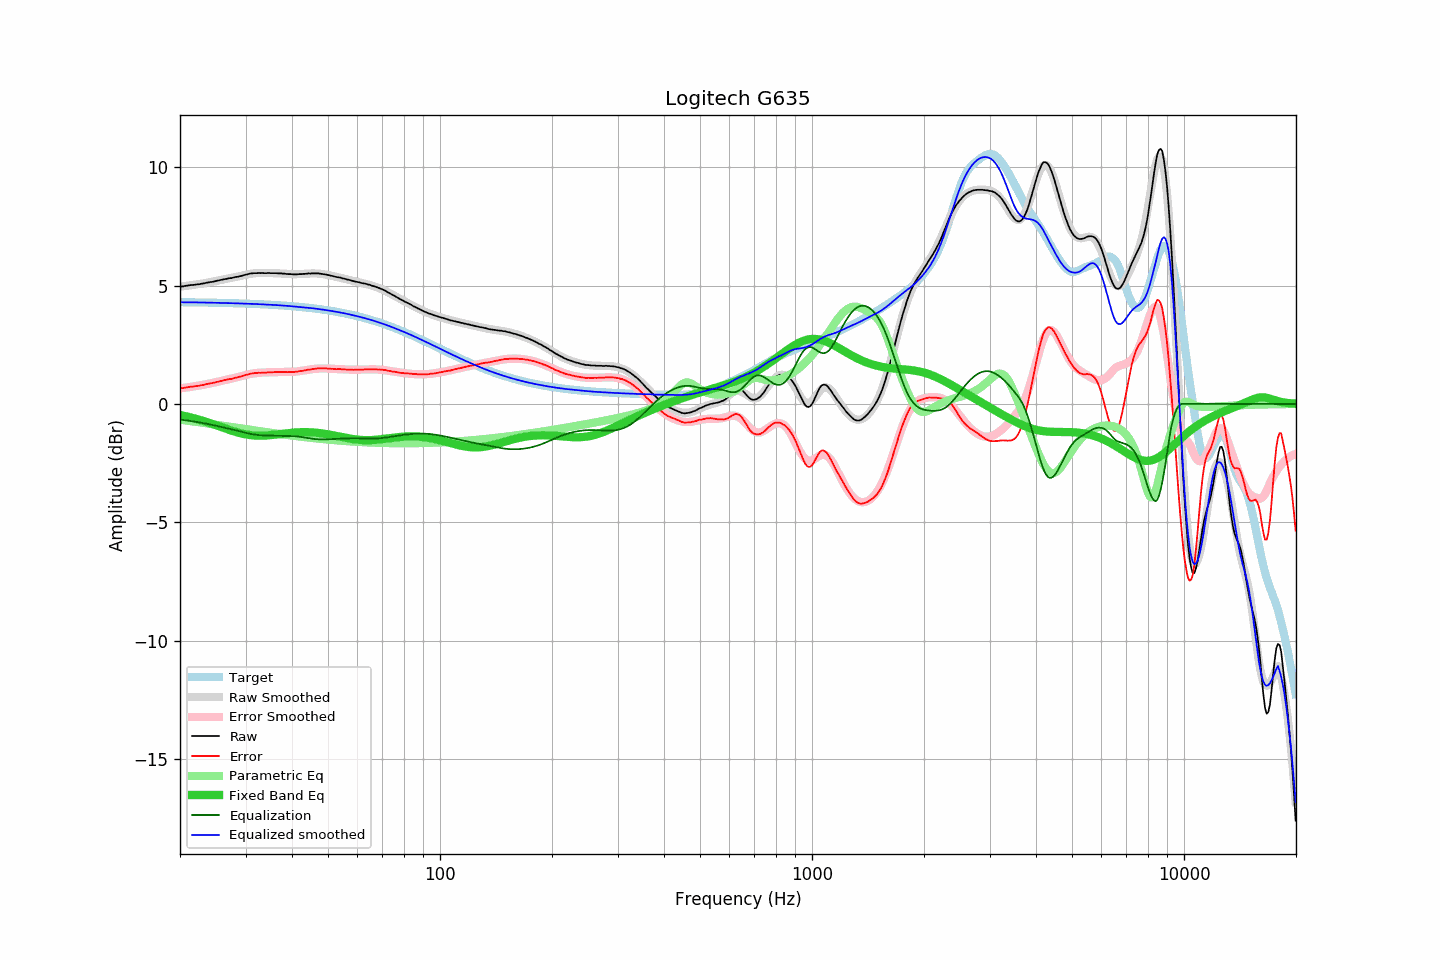 Logitech G635
10
5
0
−5
−10
−15
Amplitude (dBr)
Target
Raw Smoothed
Error Smoothed
Raw
Error
Parametric Eq
Fixed Band Eq
Equalization
Equalized smoothed
100
1000
10000
Frequency (Hz)